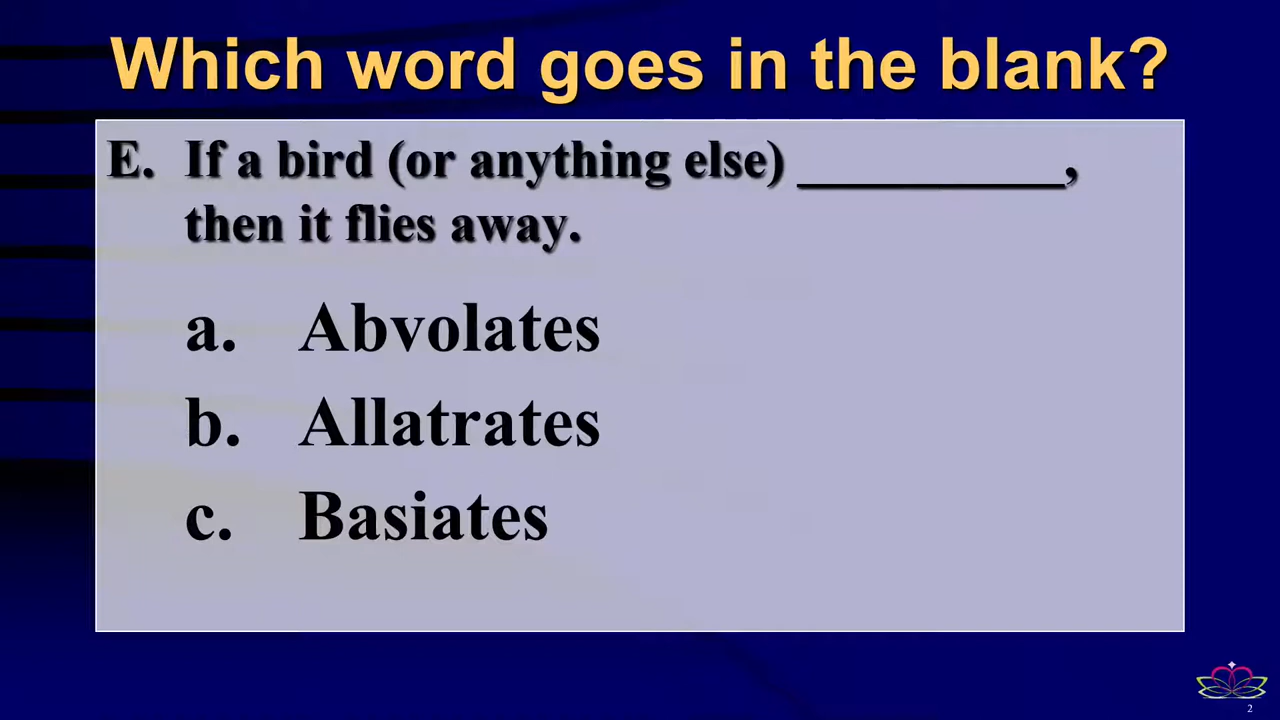 Which word goes in the blank?
E. If a bird (or anything else) __________,
then it flies away.
a. Abvolates
b. Allatrates
c. Basiates
2